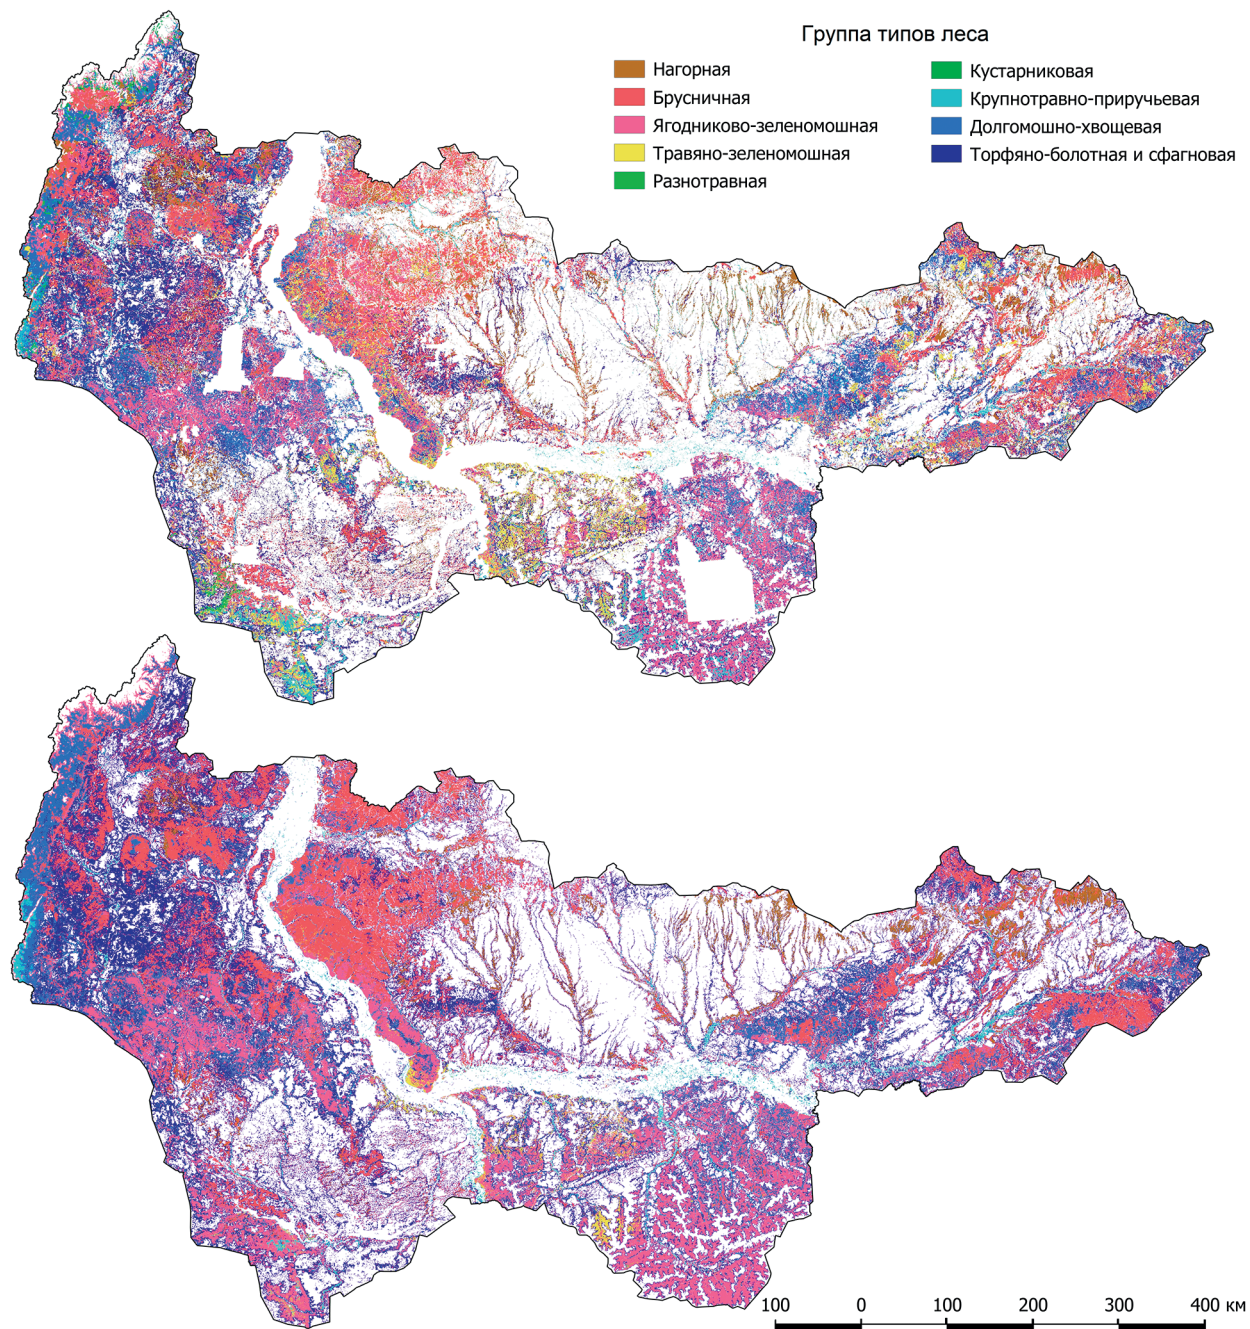 Группа типов леса
Нагорная
Брусничная
Ягодниково-зеленомошная
Травяно-зеленомошная
Разнотравная
Кустарниковая
Крупнотравно-приручьевая
Долгомошно-хвощевая
Торфяно-болотная и сфагновая
100 0 100 200 300 400 км